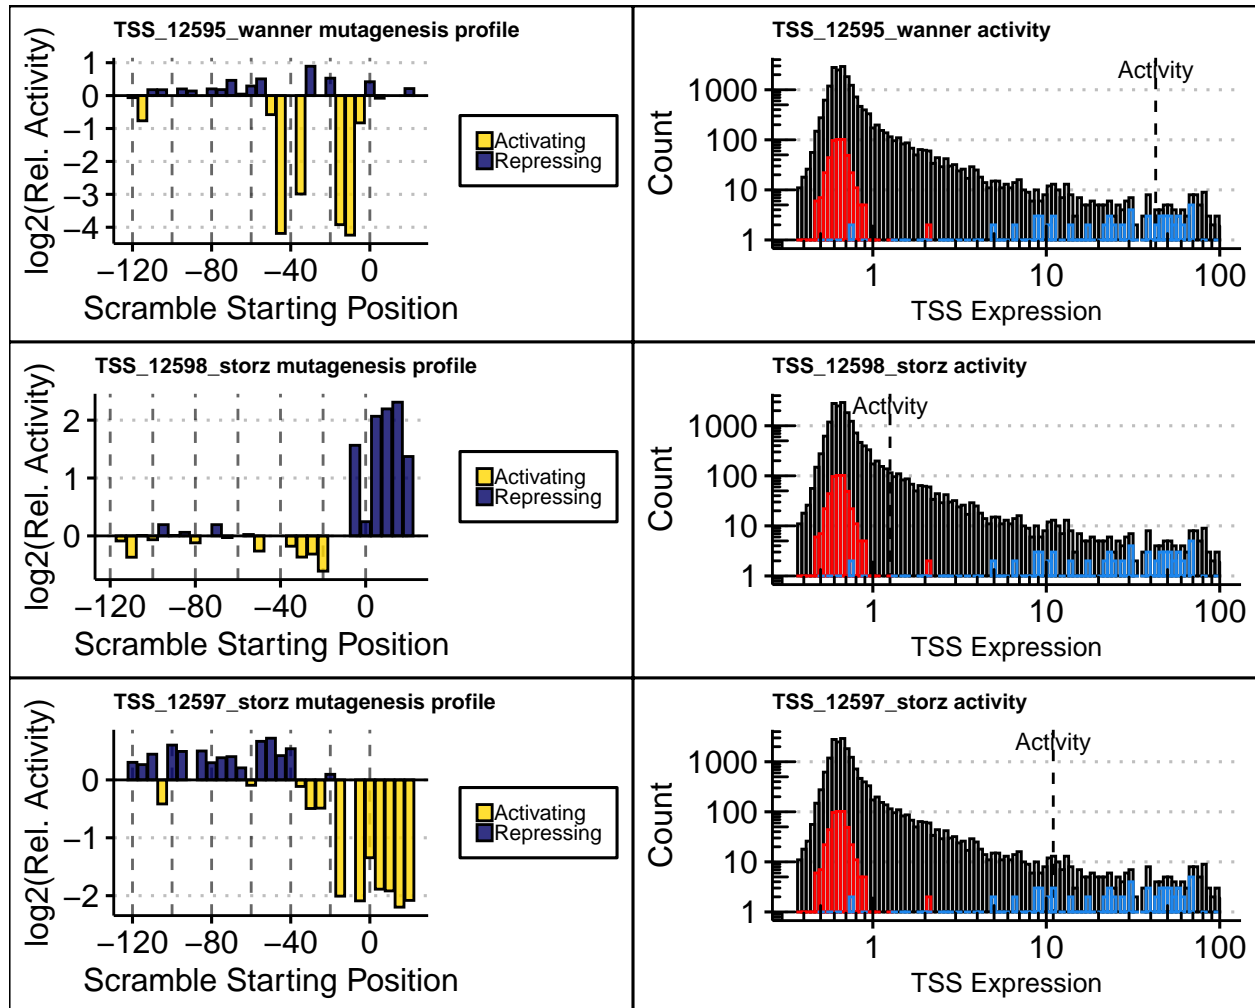 TSS_12595_wanner mutagenesis profile
log2(Rel. Activity)
1
0
−1
−2
−3
−4
−120
−80
−40
0
Scramble Starting Position
Activating
Repressing
TSS_12595_wanner activity
Activity
Count
1000
100
10
1
1
10
100
TSS Expression
TSS_12598_storz mutagenesis profile
log2(Rel. Activity)
2
1
0
−120
−80
−40
0
Scramble Starting Position
Activating
Repressing
TSS_12598_storz activity
Activity
Count
1000
100
10
1
1
10
100
TSS Expression
TSS_12597_storz mutagenesis profile
log2(Rel. Activity)
0
−1
−2
−120
−80
−40
0
Scramble Starting Position
Activating
Repressing
TSS_12597_storz activity
Activity
Count
1000
100
10
1
1
10
100
TSS Expression